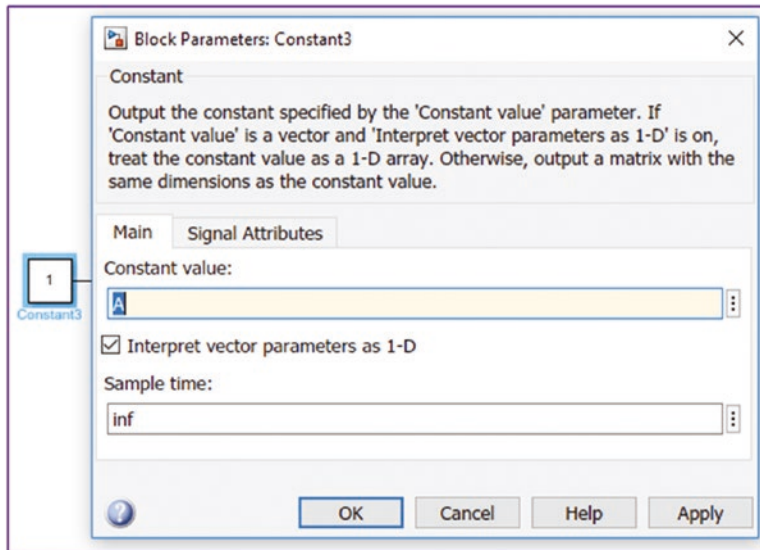 Block Parameters: Constant3
Constant
Output the constant specified by the 'Constant value' parameter. If
'Constant value' is a vector and 'Interpret vector parameters as 1-D' is on,
treat the constant value as a 1-D array. Otherwise, output a matrix with the
same dimensions as the constant value.
Main Signal Attributes
Constant value:
A
Interpret vector parameters as 1-D
Sample time:
inf
OK Cancel Help Apply
1
Constant3